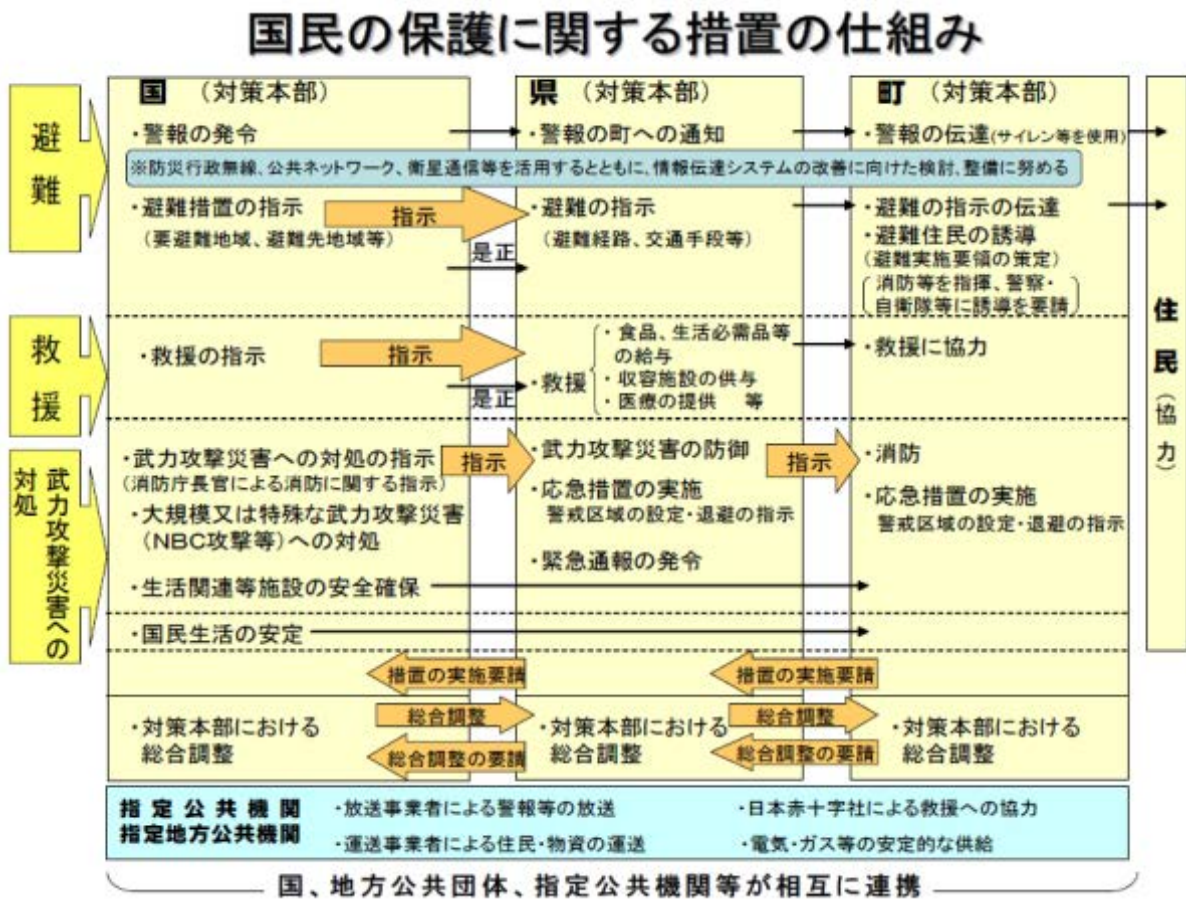 国民の保護に関する措置の仕組み
避難
国 （対策本部）
県 （対策本部）
町 （対策本部）
・警報の発令
・警報の町への通知
・警報の伝達(サイレン等を使用)
※防災行政無線、公共ネットワーク、衛星通信等を活用するとともに、情報伝達システムの改善に向けた検討、整備に努める
・避難措置の指示
（要避難地域、避難先地域等）
指示
是正
・避難の指示
（避難経路、交通手段等）
・避難の指示の伝達
・避難住民の誘導
（避難実施要領の策定）
消防等を指揮、警察・
自衛隊等に誘導を要請
救援
・救援の指示
指示
是正
・救援
・食品、生活必需品等
の給与
・収容施設の供与
・医療の提供 等
・救援に協力
武力攻撃災害への
対処
・武力攻撃災害への対処の指示
（消防庁長官による消防に関する指示）
・大規模又は特殊な武力攻撃災害
（NBC攻撃等）への対処
指示
・武力攻撃災害の防御
・応急措置の実施
警戒区域の設定・退避の指示
・緊急通報の発令
指示
・消防
・応急措置の実施
警戒区域の設定・退避の指示
・生活関連等施設の安全確保
・国民生活の安定
措置の実施要請
措置の実施要請
・対策本部における
総合調整
総合調整
総合調整の要請
・対策本部における
総合調整
総合調整
総合調整の要請
・対策本部における
総合調整
住民（協力）
指定公共機関
指定地方公共機関
・放送事業者による警報等の放送
・日本赤十字社による救援への協力
・運送事業者による住民・物資の運送
・電気・ガス等の安定的な供給
国、地方公共団体、指定公共機関等が相互に連携